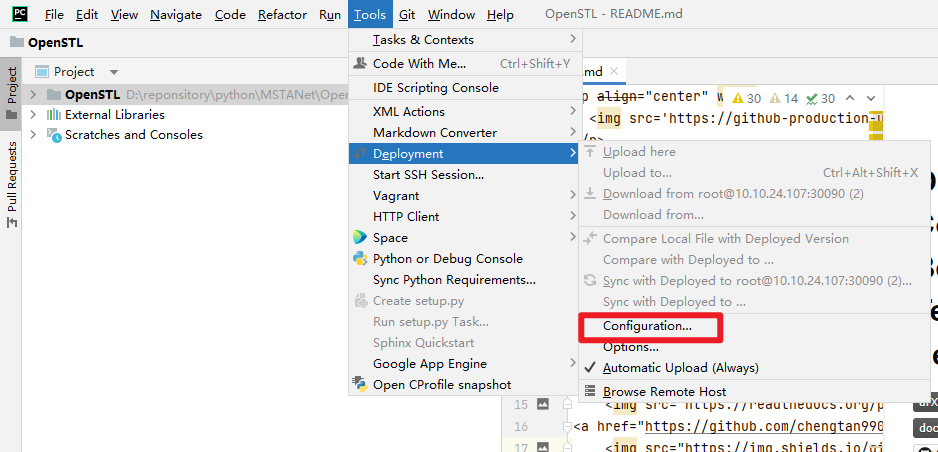 PC File Edit View Navigate Code Refactor Run Tools Git Window Help OpenSTL - README.md
OpenSTL
Project
OpenSTL D:\reponsitory\python\MSTANet\Ope
External Libraries
Scratches and Consoles
Project
Pull Requests
Tasks & Contexts
Code With Me... Ctrl+Shift+Y
IDE Scripting Console
XML Actions
Markdown Converter
Deployment
Start SSH Session...
Vagrant
HTTP Client
Space
Python or Debug Console
Sync Python Requirements...
Create setup.py
Run setup.py Task...
Sphinx Quickstart
Google App Engine
Open CProfile snapshot
.md
p align="center" w
30 14 30
<img src='https://github-production-u
/p>
Upload here
Upload to... Ctrl+Alt+Shift+X
Download from root@10.10.24.107:30090 (2)
Download from...
Compare Local File with Deployed Version
Compare with Deployed to ...
Sync with Deployed to root@10.10.24.107:30090 (2)...
Sync with Deployed to ...
Configuration...
Options...
Automatic Upload (Always)
Browse Remote Host
15 <img src="https://readthedocs.org/p
16 <a href="https://github.com/chengtan990
17 <img src="https://img.shields.io/gi
arX
doc